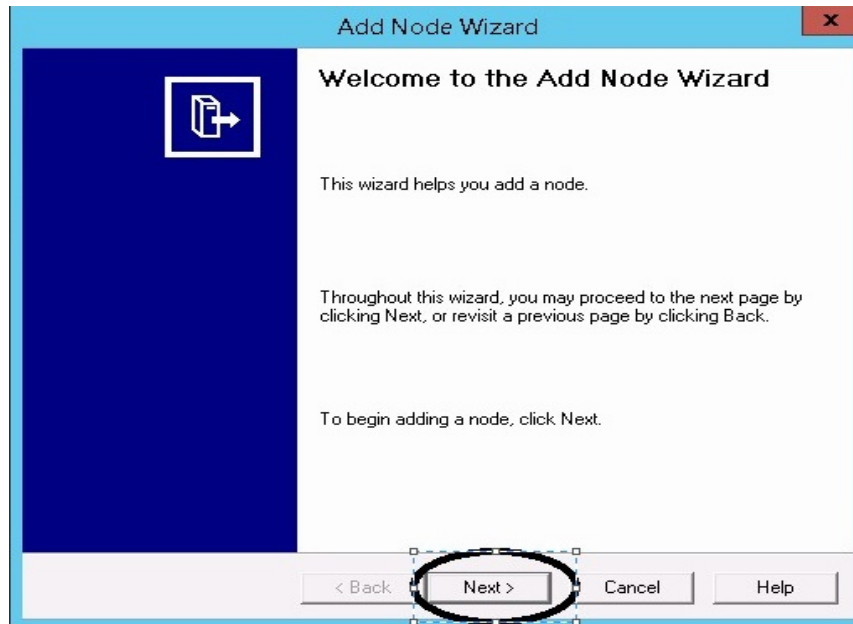 Add Node Wizard
x
Welcome to the Add Node Wizard
This wizard helps you add a node.
Throughout this wizard, you may proceed to the next page by
clicking Next, or revisit a previous page by clicking Back.
To begin adding a node, click Next.
< Back Next > Cancel Help